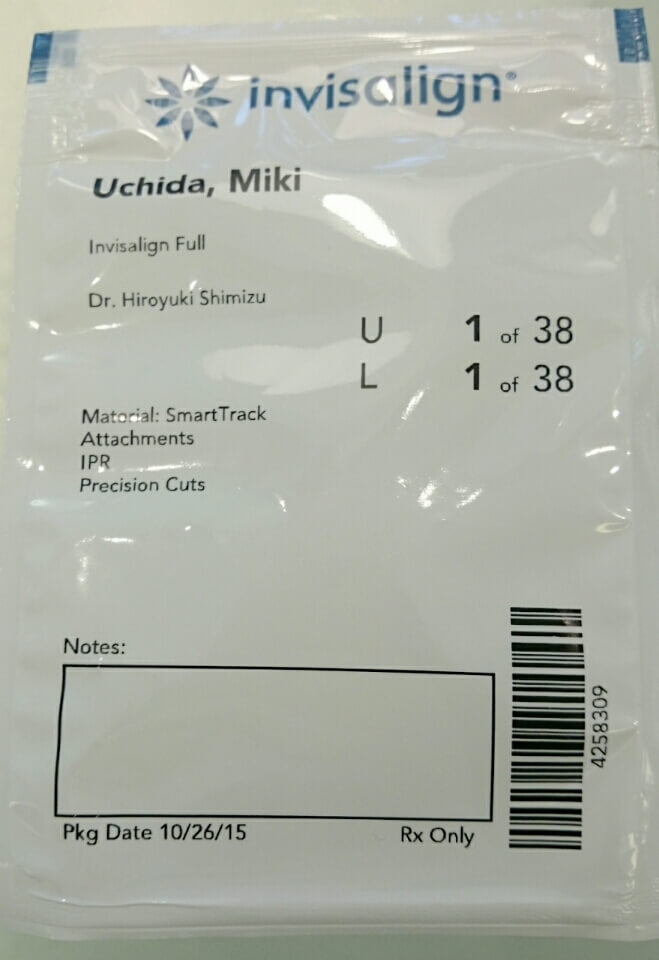 invisalign®
Uchida, Miki
Invisalign Full
Dr. Hiroyuki Shimizu
U 1 of 38
L 1 of 38
Material: SmartTrack
Attachments
IPR
Precision Cuts
Notes:
4258309
Pkg Date 10/26/15 Rx Only